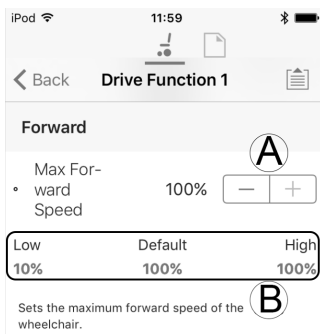 iPod 11:59
Back Drive Function 1
Forward
A
Max For-
ward
Speed
100% − +
Low Default High
10% 100% 100%
B
Sets the maximum forward speed of the
wheelchair.